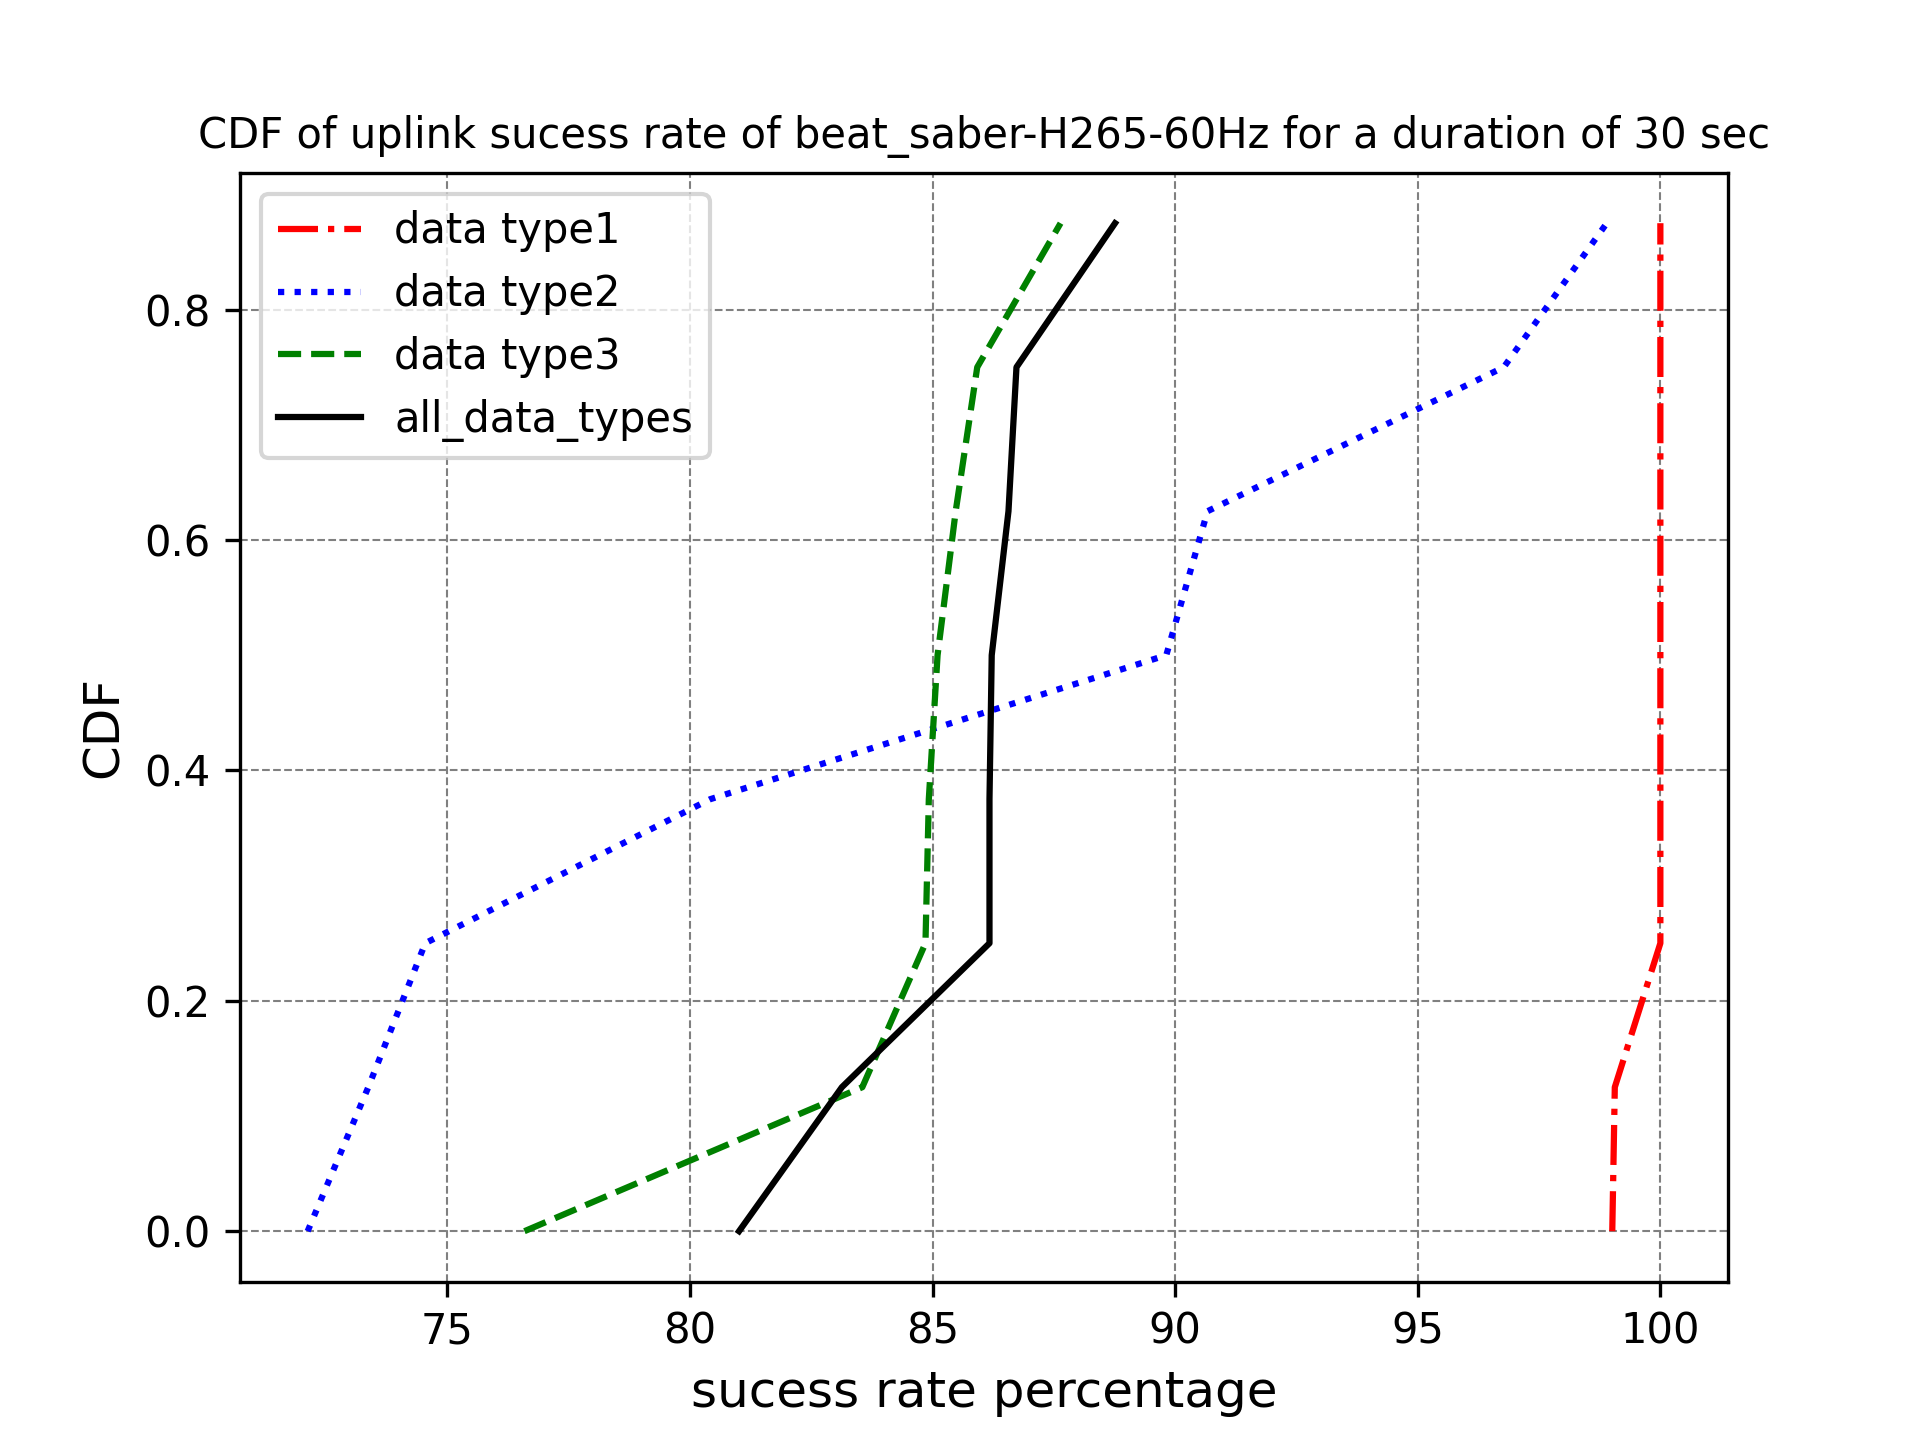 CDF of uplink sucess rate of beat_saber-H265-60Hz for a duration of 30 sec
data type1
data type2
data type3
all_data_types
CDF
0.8
0.6
0.4
0.2
0.0
75 80 85 90 95 100
sucess rate percentage